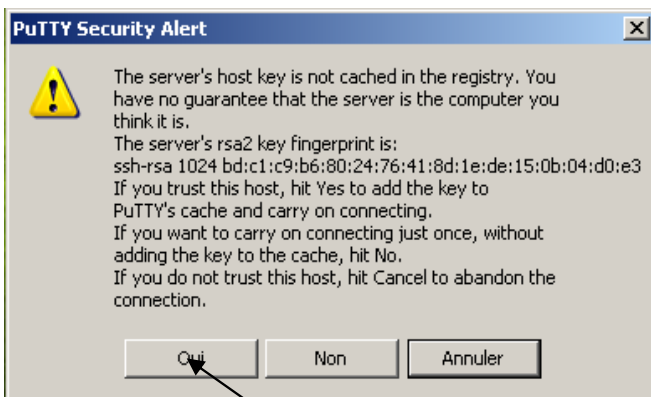 PuTTY Security Alert
The server's host key is not cached in the registry. You
have no guarantee that the server is the computer you
think it is.
The server's rsa2 key fingerprint is:
ssh-rsa 1024 bd:c1:c9:b6:80:24:76:41:8d:1e:de:15:0b:04:d0:e3
If you trust this host, hit Yes to add the key to
PuTTY's cache and carry on connecting.
If you want to carry on connecting just once, without
adding the key to the cache, hit No.
If you do not trust this host, hit Cancel to abandon the
connection.
Oui Non Annuler